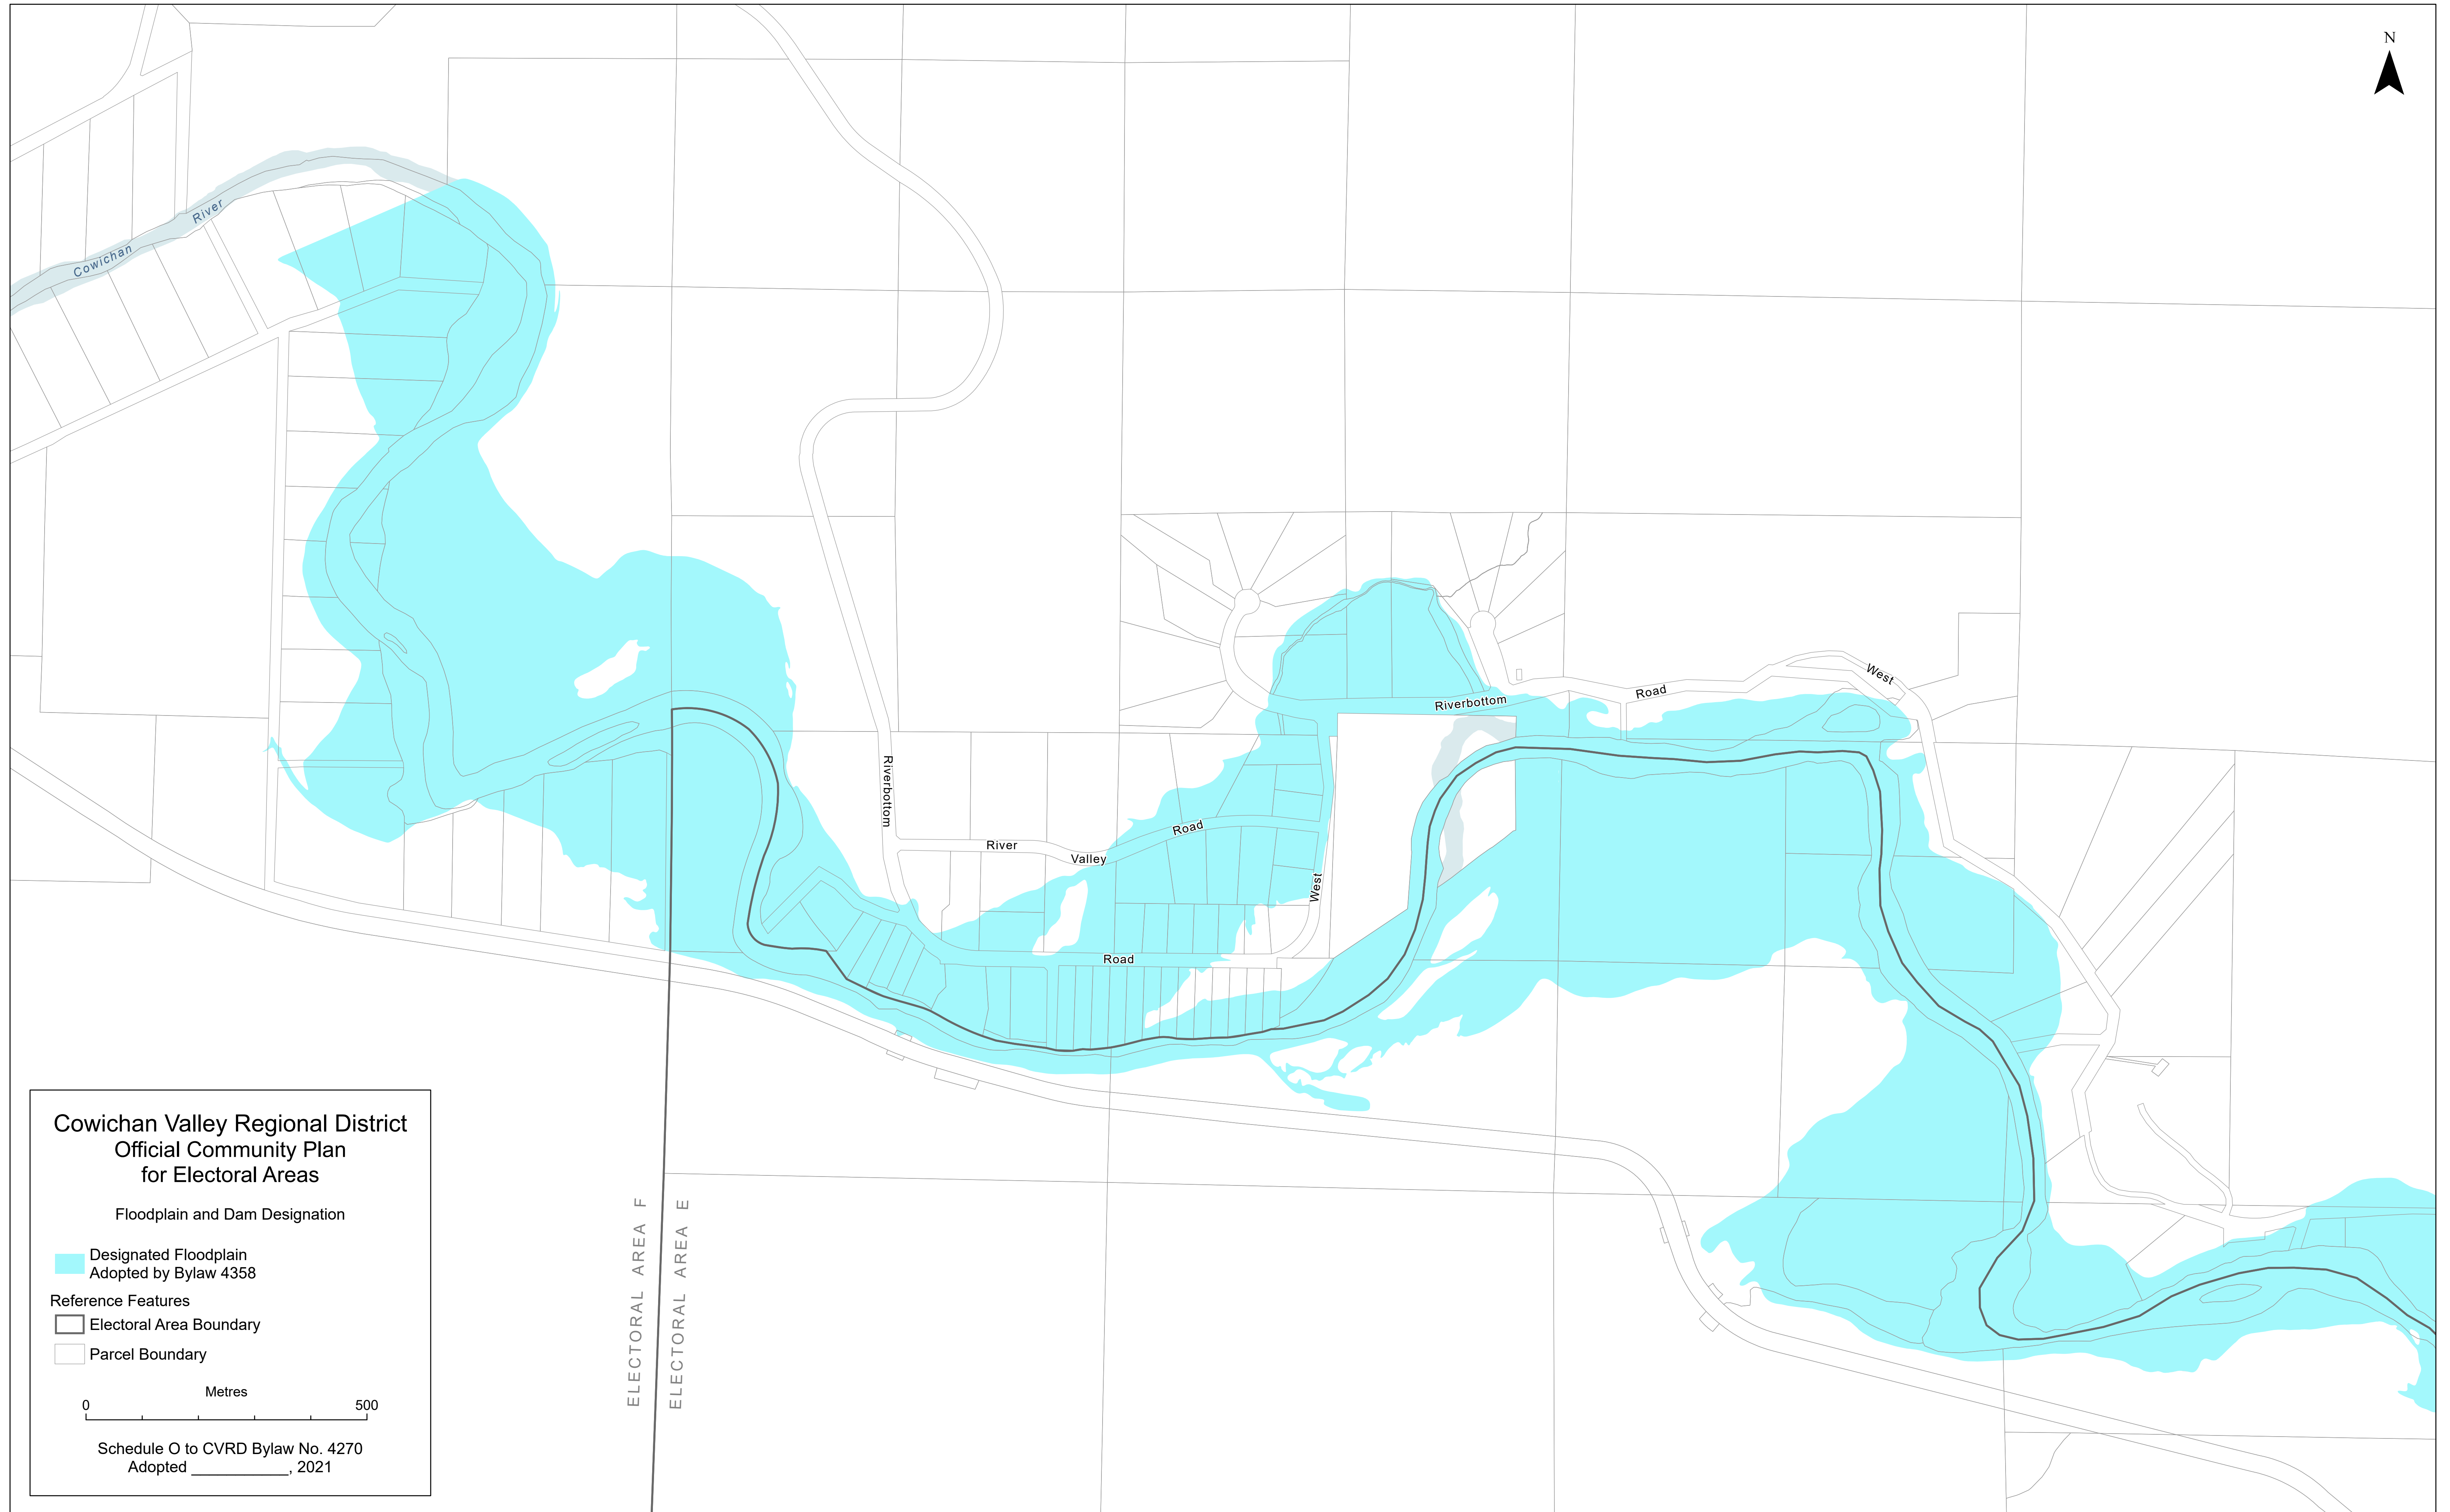 N
River
Cowichan
West
Road
Riverbottom
Riverbottom
Road
River
Valley
West
Road
ELECTORAL AREA F
ELECTORAL AREA E
Cowichan Valley Regional District
Official Community Plan
for Electoral Areas
Floodplain and Dam Designation
Designated Floodplain
Adopted by Bylaw 4358
Reference Features
Electoral Area Boundary
Parcel Boundary
Metres
0 500
Schedule O to CVRD Bylaw No. 4270
Adopted ____________, 2021